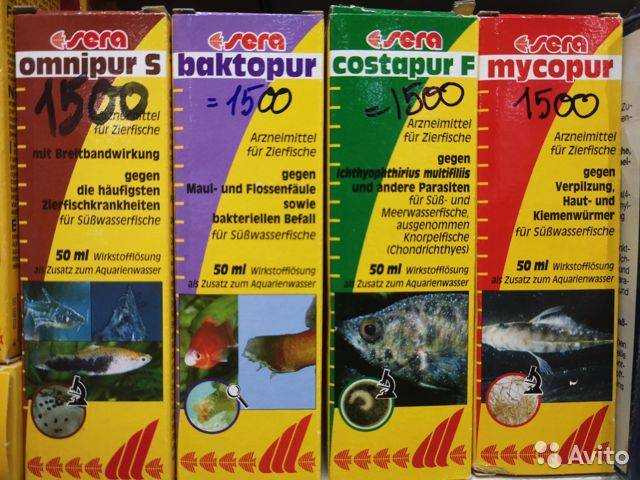 sera
omnipur S
1500
Arzneimittel
für Zierfische
mit Breitbandwirkung
gegen
die häufigsten
Zierfischkrankheiten
für Süßwasserfische
50 ml Wirkstofflösung
als Zusatz zum Aquarienwasser
sera
baktopur
=1500
Arzneimittel
für Zierfische
gegen
Maul- und Flossenfäule
sowie
bakteriellen Befall
für Süßwasserfische
50 ml Wirkstofflösung
als Zusatz zum Aquarienwasser
sera
costapur F
=1500
Arzneimittel
für Zierfische
gegen
Ichthyophthirius multifiliis
und andere Parasiten
für Süß- und
Meerwasserfische,
ausgenommen
Knorpelfische
(Chondrichthyes)
50 ml Wirkstofflösung
als Zusatz zum Aquarienwasser
sera
mycopur
1500
Arzneimittel
für Zierfische
gegen
Verpilzung,
Haut- und
Kiemenwürmer
für Süßwasserfische
50 ml Wirkstofflösung
als Zusatz zum Aquarienwasser
Avito